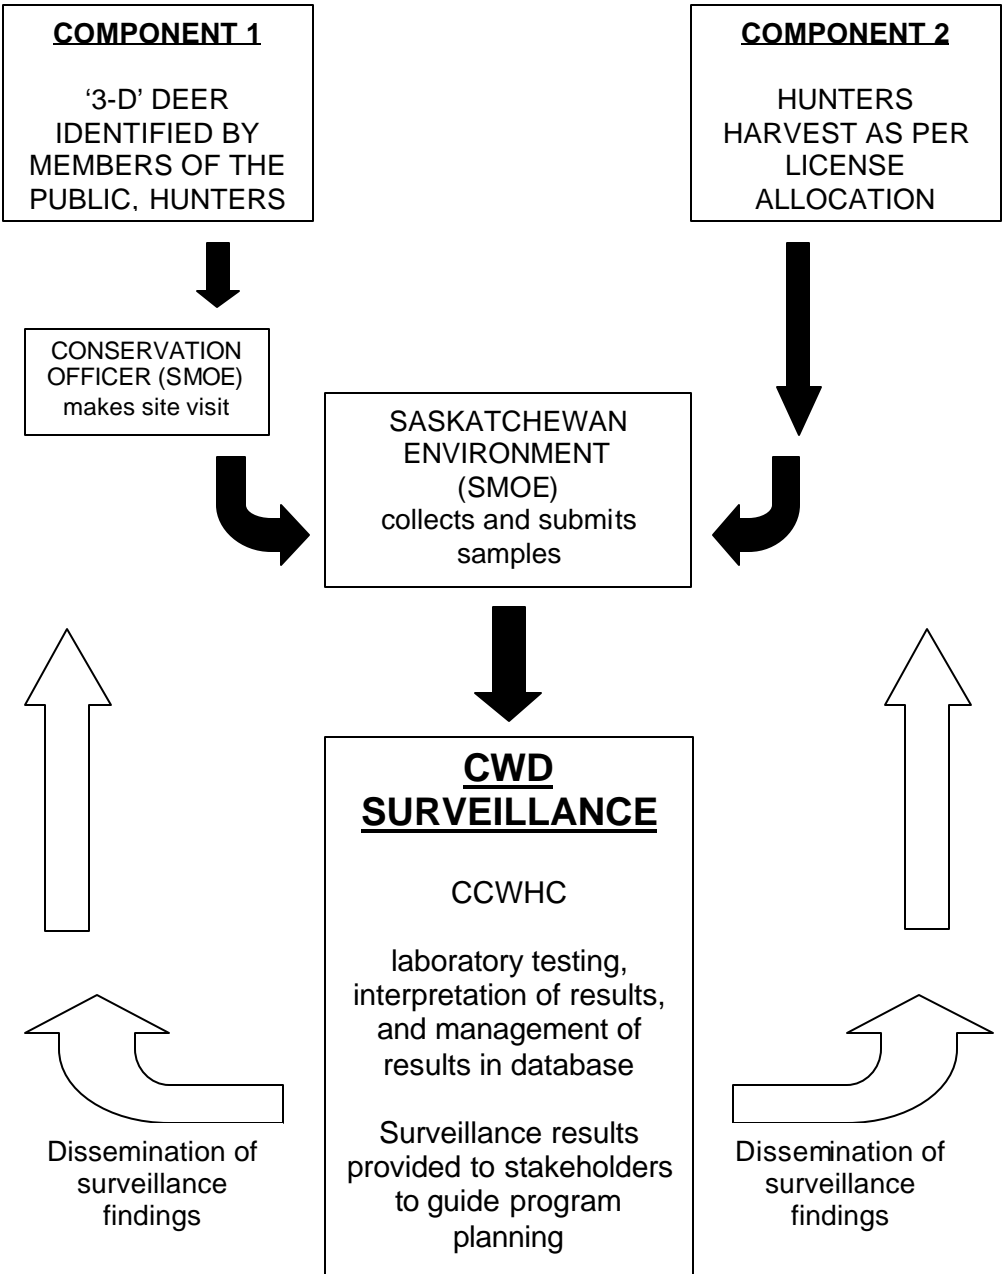 COMPONENT 1
‘3-D’ DEER
IDENTIFIED BY
MEMBERS OF THE
PUBLIC, HUNTERS
COMPONENT 2
HUNTERS
HARVEST AS PER
LICENSE
ALLOCATION
CONSERVATION
OFFICER (SMOE)
makes site visit
SASKATCHEWAN
ENVIRONMENT
(SMOE)
collects and submits
samples
CWD
SURVEILLANCE
CCWHC
laboratory testing,
interpretation of results,
and management of
results in database
Surveillance results
provided to stakeholders
to guide program
planning
Dissemination of
surveillance
findings
Dissemination of
surveillance
findings